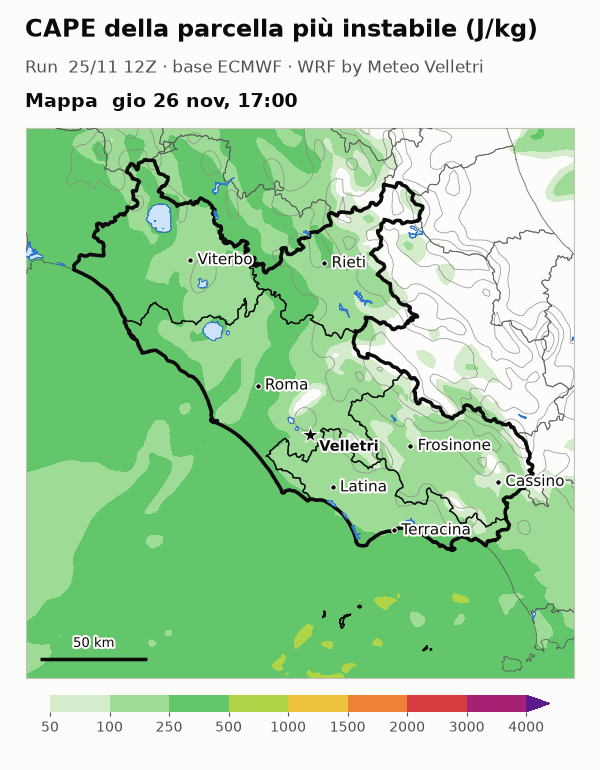 CAPE della parcella più instabile (J/kg)
Run  25/11 12Z · base ECMWF · WRF by Meteo Velletri
Mappa  gio 26 nov, 17:00
Viterbo
Rieti
Roma
Velletri
Frosinone
Cassino
Latina
Terracina
50 km
50 100 250 500 1000 1500 2000 3000 4000